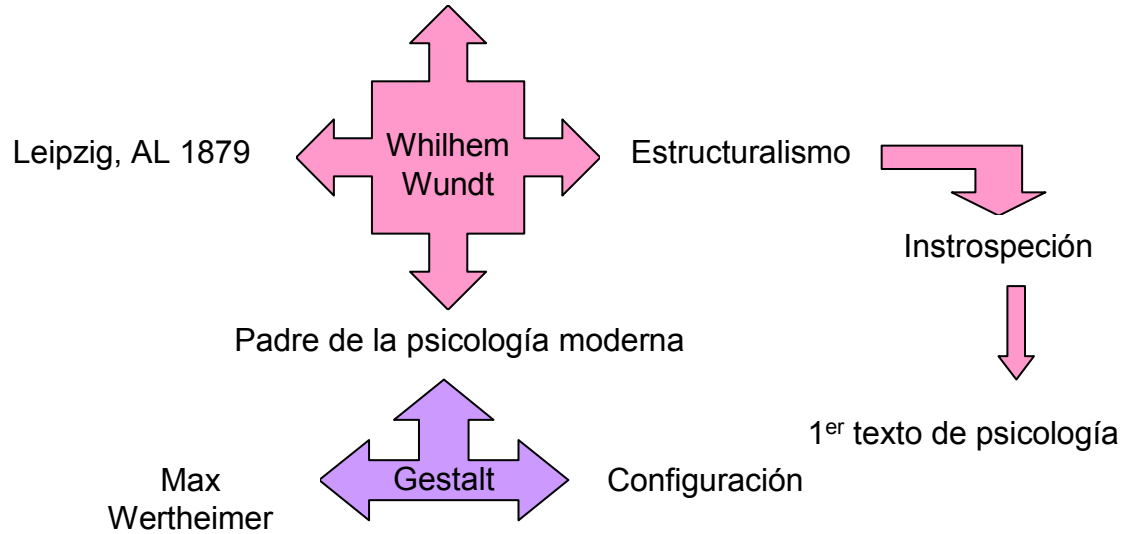 Leipzig, AL 1879
Whilhem
Wundt
Estructuralismo
Instrospeción
Padre de la psicología moderna
1er texto de psicología
Max
Wertheimer
Gestalt
Configuración